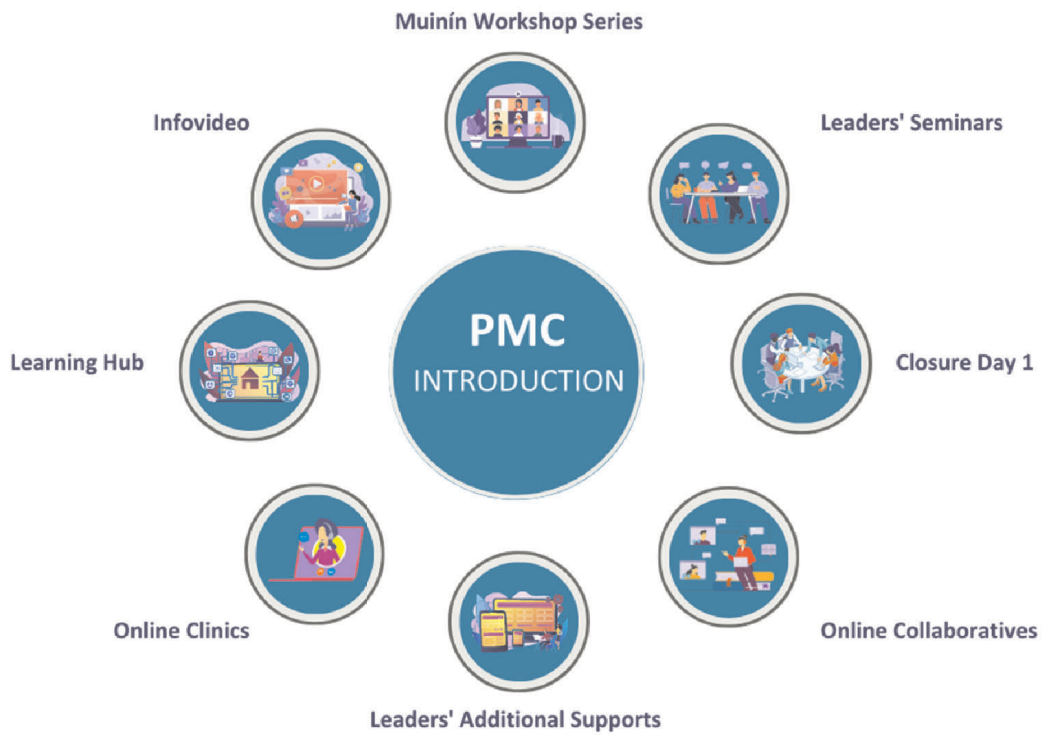 Muinín Workshop Series
Infovideo
Leaders' Seminars
PMC
INTRODUCTION
Learning Hub
Closure Day 1
Online Clinics
Online Collaboratives
Leaders' Additional Supports